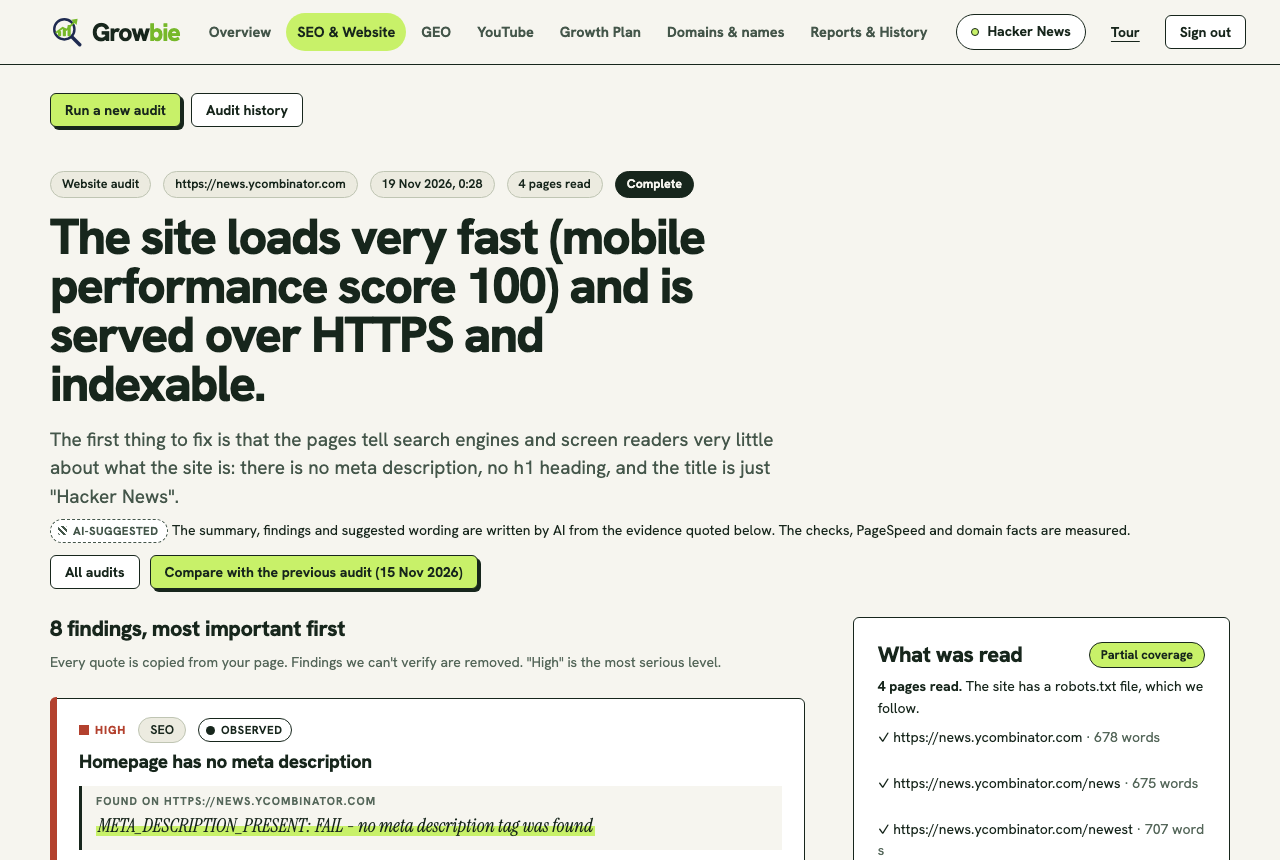 Growbie
Overview
SEO & Website
GEO
YouTube
Growth Plan
Domains & names
Reports & History
Hacker News
Tour
Sign out
Run a new audit
Audit history
Website audit
https://news.ycombinator.com
19 Nov 2026, 0:28
4 pages read
Complete
The site loads very fast (mobile
performance score 100) and is
served over HTTPS and
indexable.
The first thing to fix is that the pages tell search engines and screen readers very little
about what the site is: there is no meta description, no h1 heading, and the title is just
"Hacker News".
AI-SUGGESTED The summary, findings and suggested wording are written by AI from the evidence quoted below. The checks, PageSpeed and domain facts are measured.
All audits
Compare with the previous audit (15 Nov 2026)
8 findings, most important first
Every quote is copied from your page. Findings we can't verify are removed. "High" is the most serious level.
HIGH
SEO
OBSERVED
Homepage has no meta description
FOUND ON HTTPS://NEWS.YCOMBINATOR.COM
META_DESCRIPTION_PRESENT: FAIL - no meta description tag was found
What was read
Partial coverage
4 pages read. The site has a robots.txt file, which we
follow.
✓ https://news.ycombinator.com · 678 words
✓ https://news.ycombinator.com/news · 675 words
✓ https://news.ycombinator.com/newest · 707 word
s